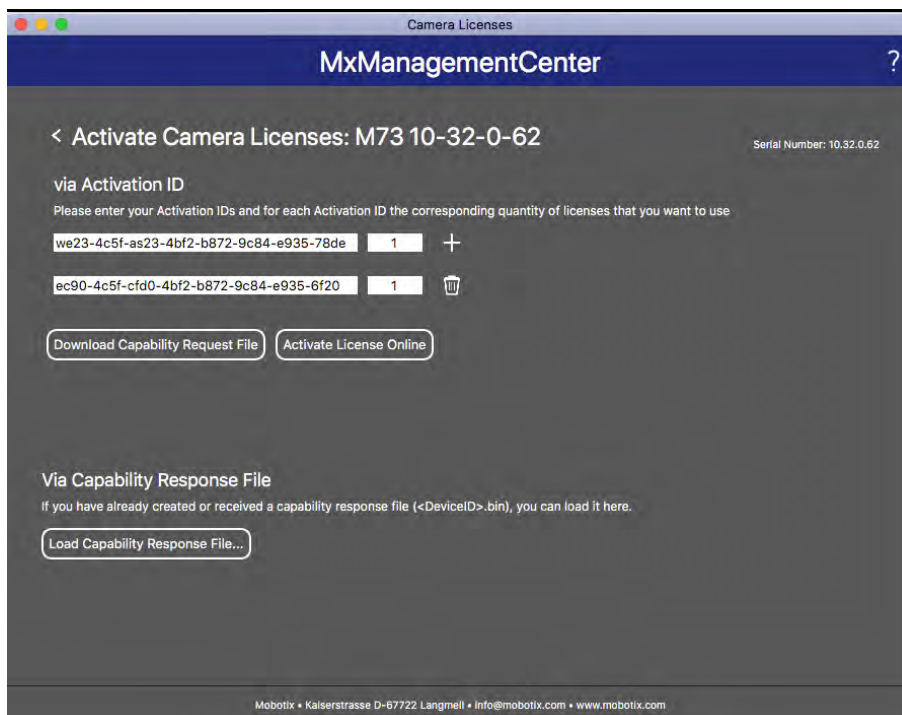 Camera Licenses
MxManagementCenter
?
< Activate Camera Licenses: M73 10-32-0-62
Serial Number: 10.32.0.62
via Activation ID
Please enter your Activation IDs and for each Activation ID the corresponding quantity of licenses that you want to use
we23-4c5f-as23-4bf2-b872-9c84-e935-78de 1 +
ec90-4c5f-cfd0-4bf2-b872-9c84-e935-6f20 1
Download Capability Request File Activate License Online
Via Capability Response File
If you have already created or received a capability response file (<DeviceID>.bin), you can load it here.
Load Capability Response File...
Mobotix • Kaiserstrasse D-67722 Langmeil • info@mobotix.com • www.mobotix.com